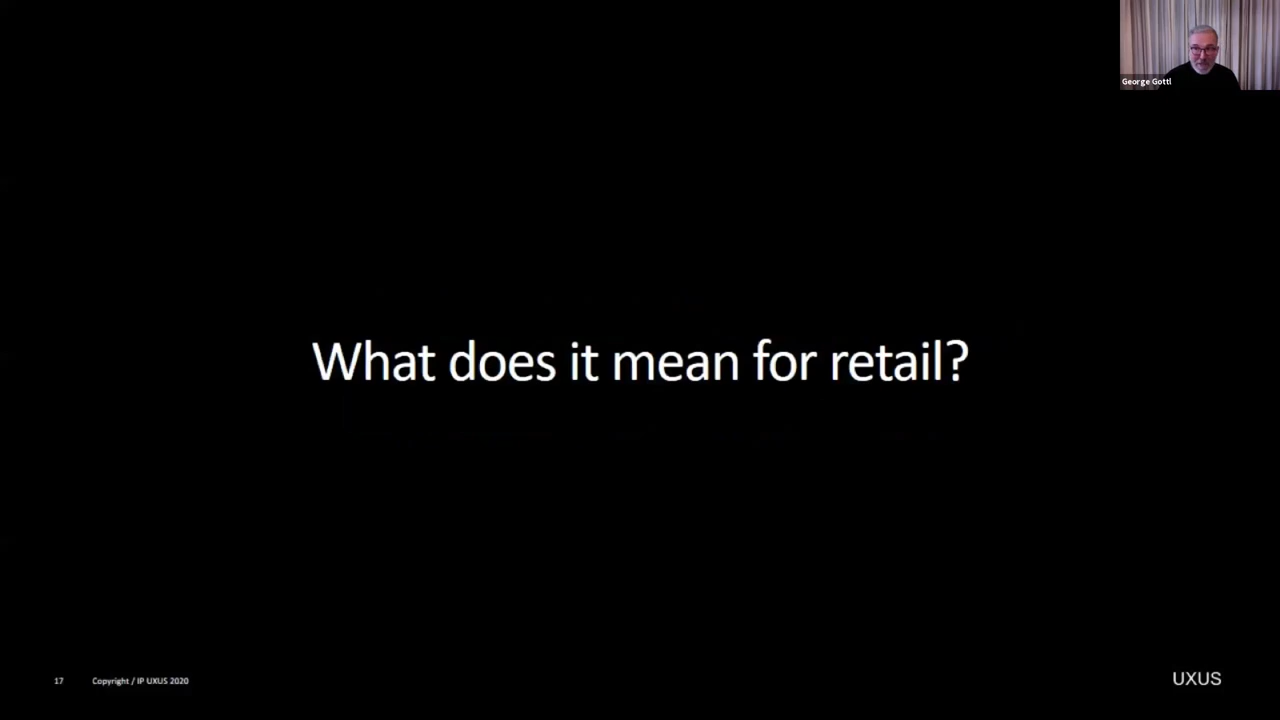 George Gottl
What does it mean for retail?
17 Copyright / IP UXUS 2020
UXUS